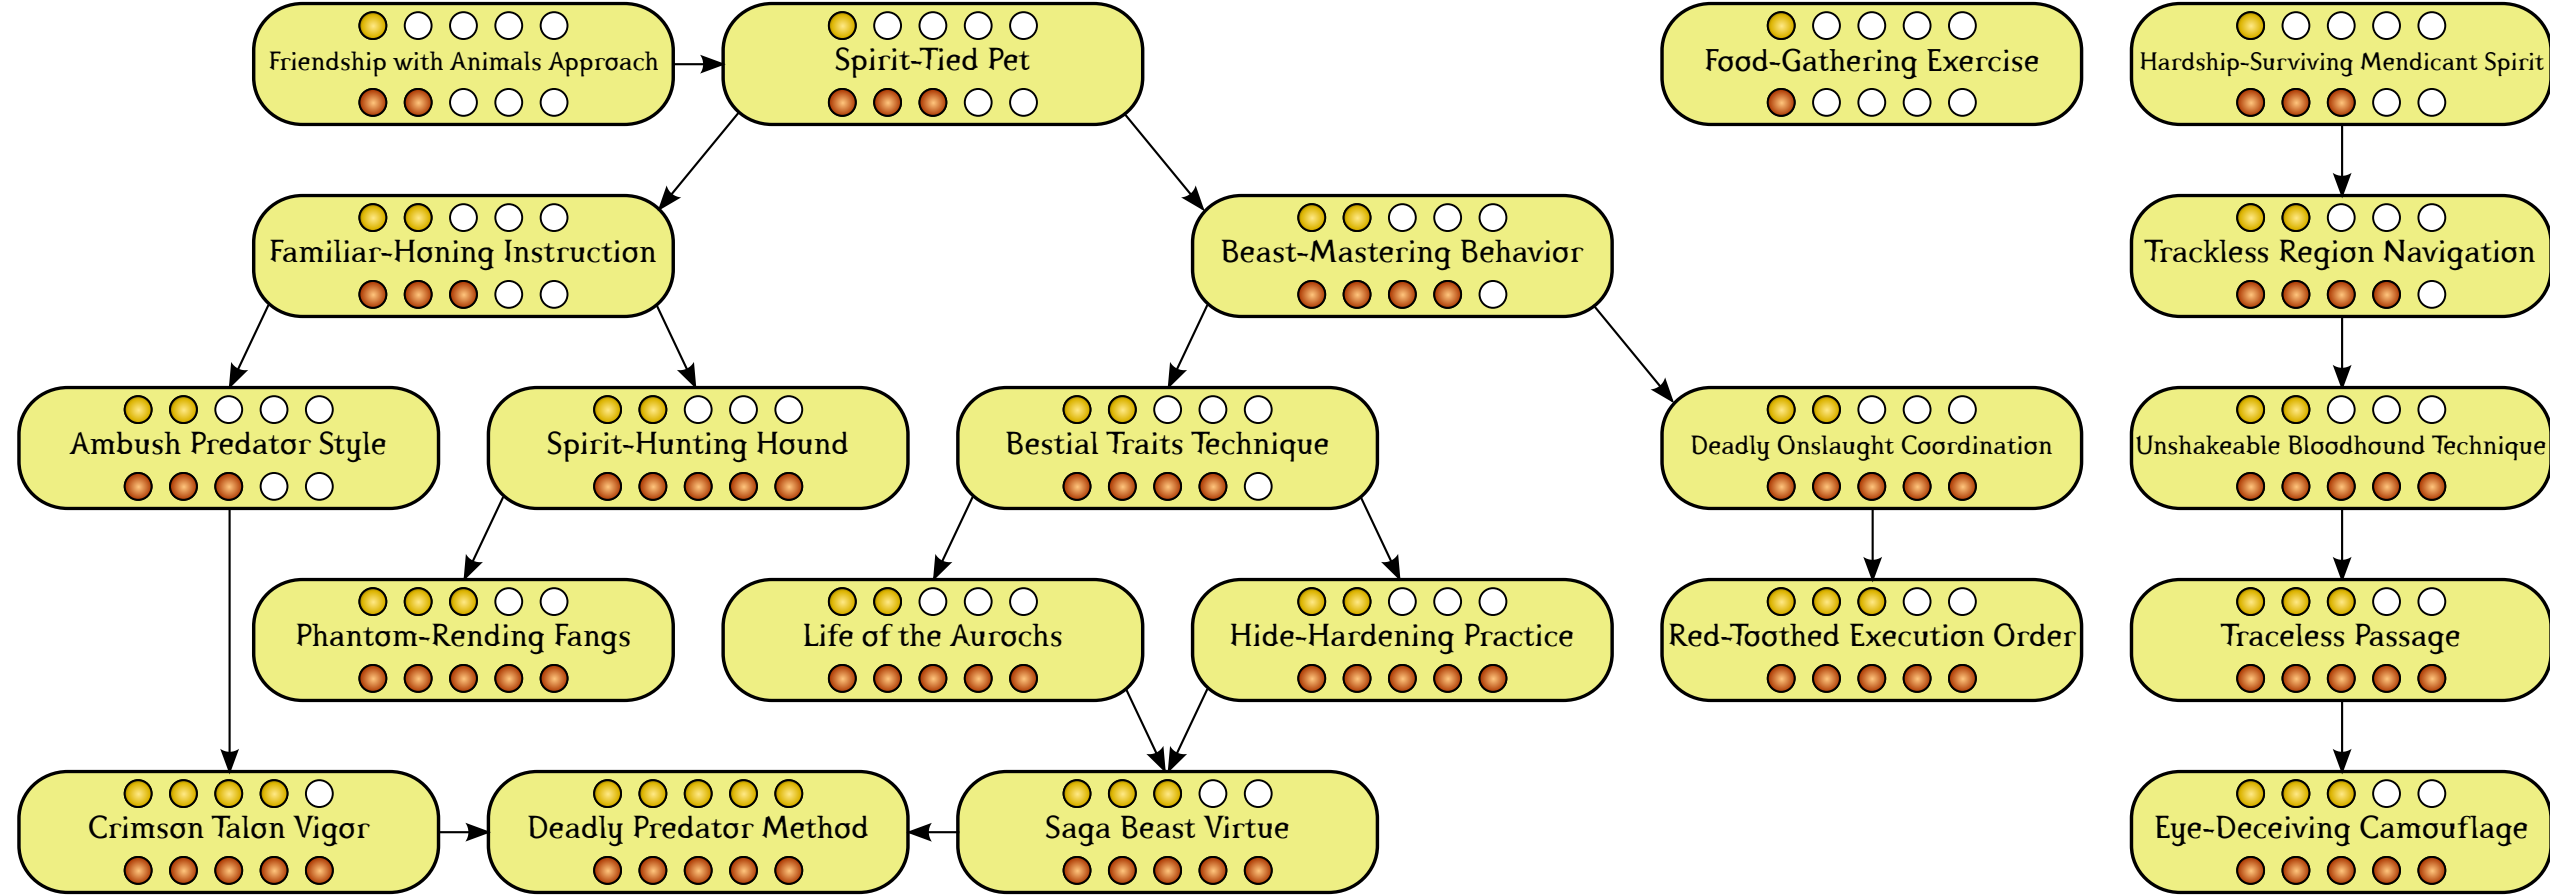 Friendship with Animals Approach
Spirit-Tied Pet
Food-Gathering Exercise
Hardship-Surviving Mendicant Spirit
Familiar-Honing Instruction
Beast-Mastering Behavior
Trackless Region Navigation
Ambush Predator Style
Spirit-Hunting Hound
Bestial Traits Technique
Deadly Onslaught Coordination
Unshakeable Bloodhound Technique
Phantom-Rending Fangs
Life of the Aurochs
Hide-Hardening Practice
Red-Toothed Execution Order
Traceless Passage
Crimson Talon Vigor
Deadly Predator Method
Saga Beast Virtue
Eye-Deceiving Camouflage